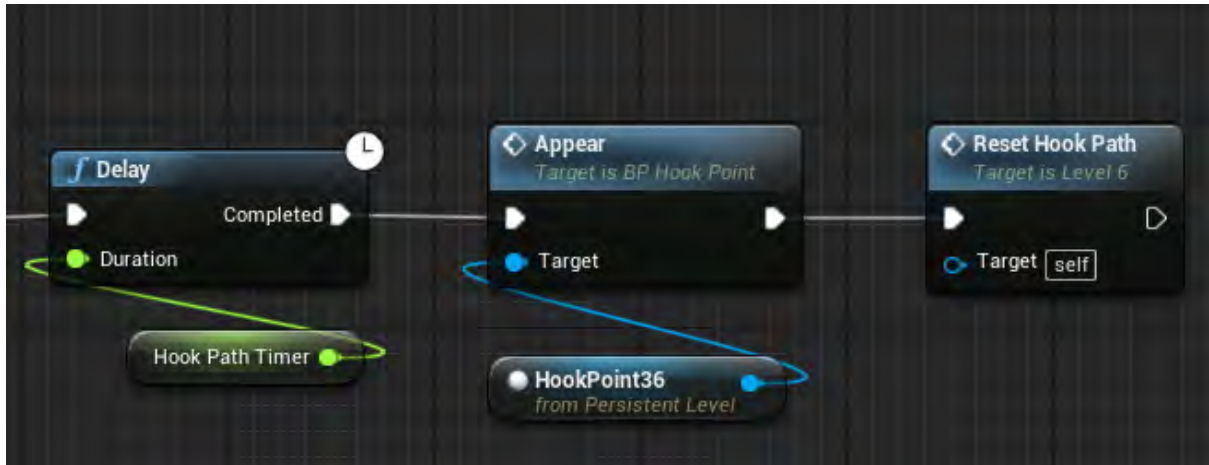 f Delay
Completed
Duration
Hook Path Timer
Appear
Target is BP Hook Point
Target
HookPoint36
from Persistent Level
Reset Hook Path
Target is Level 6
Target self